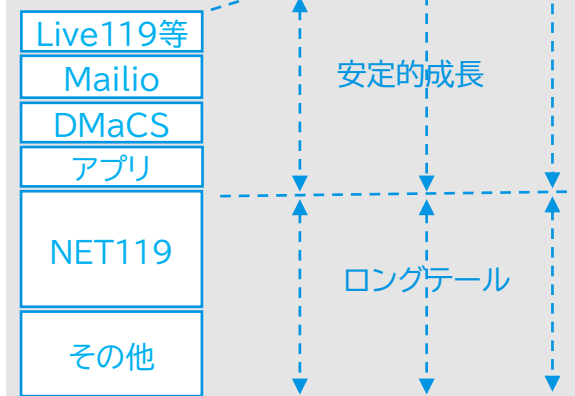 Live119等
Mailio
安定的成長
DMaCS
アプリ
NET119
ロングテール
その他